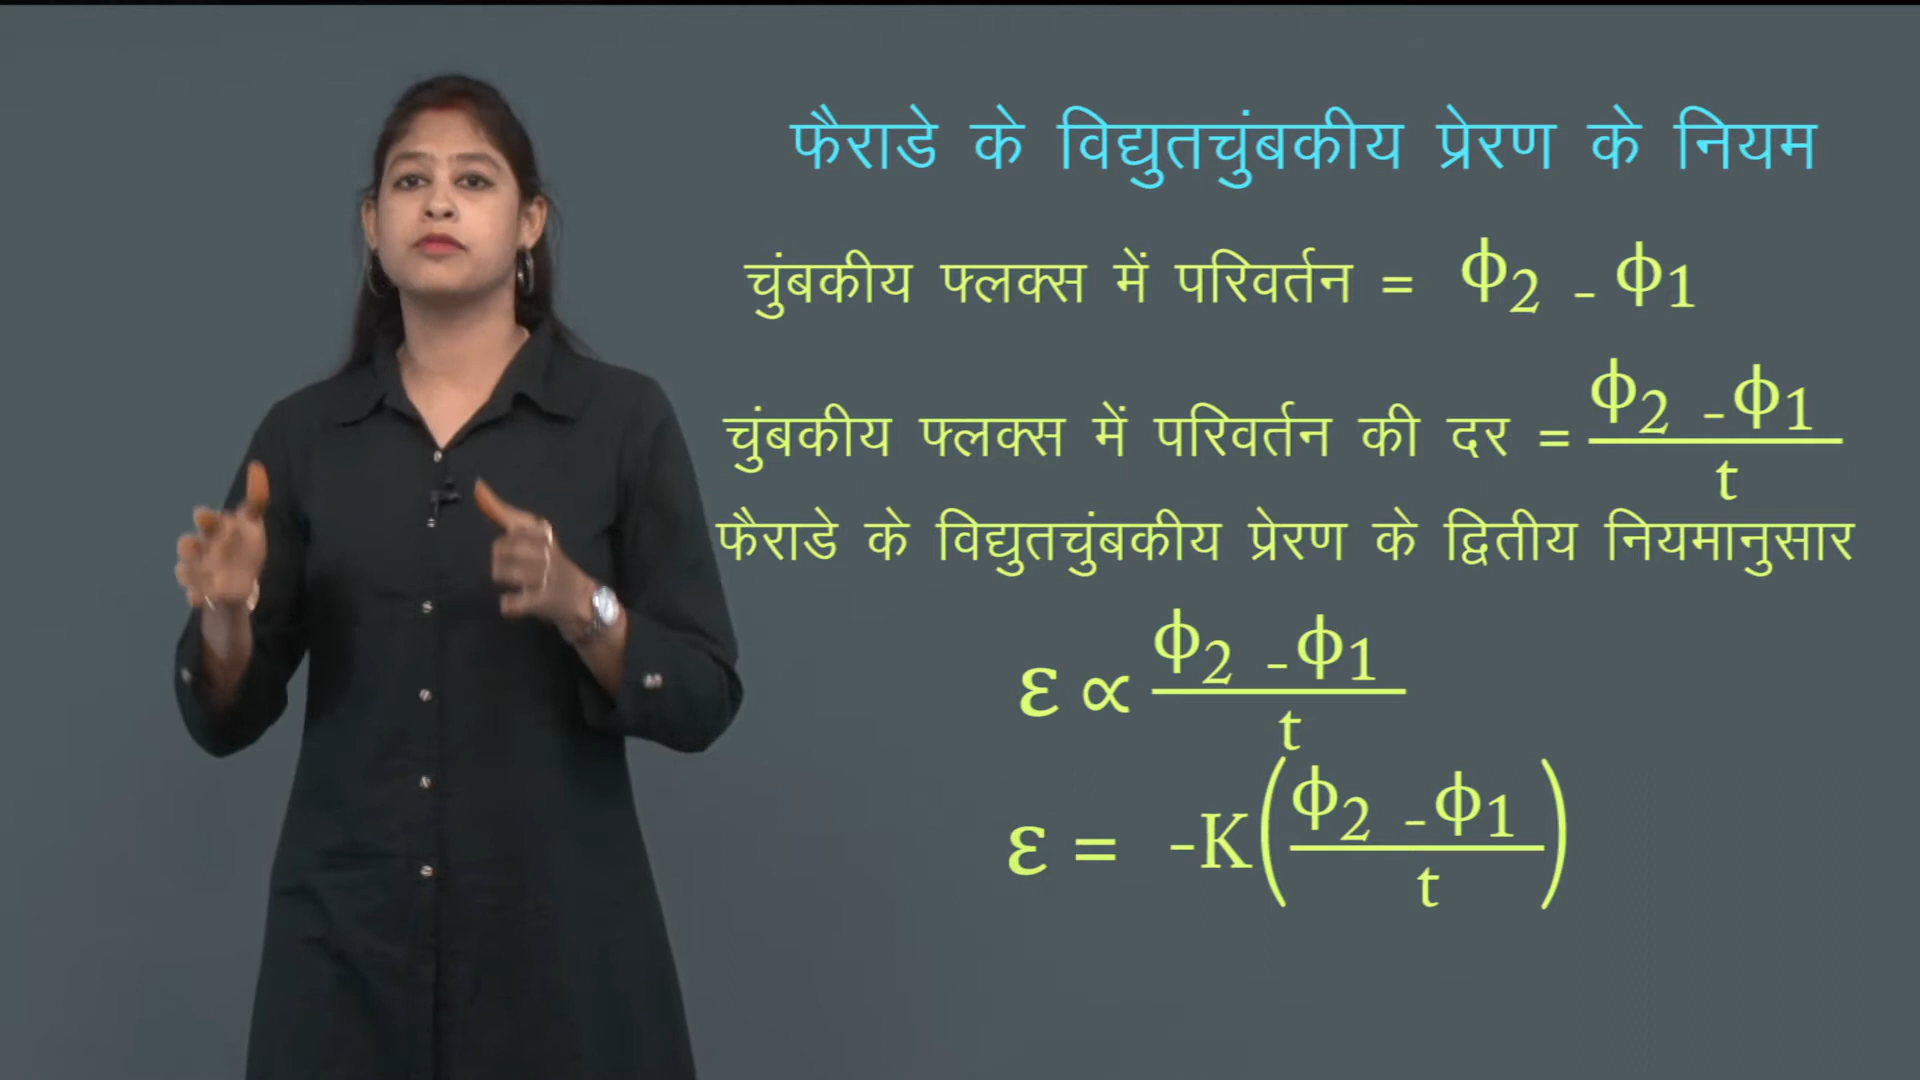 फैराडे के विद्युतचुंबकीय प्रेरण के नियम
चुंबकीय फ्लक्स में परिवर्तन = ϕ₂ - ϕ₁
चुंबकीय फ्लक्स में परिवर्तन की दर = (ϕ₂ - ϕ₁)/t
फैराडे के विद्युतचुंबकीय प्रेरण के द्वितीय नियमानुसार
ε ∝ (ϕ₂ - ϕ₁)/t
ε = -K((ϕ₂ - ϕ₁)/t)